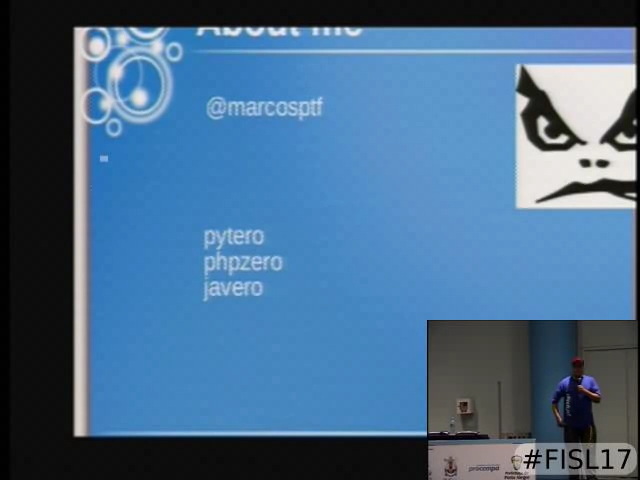 About me
@marcosptf
pytero
phpzero
javero
procempa
#FISL17